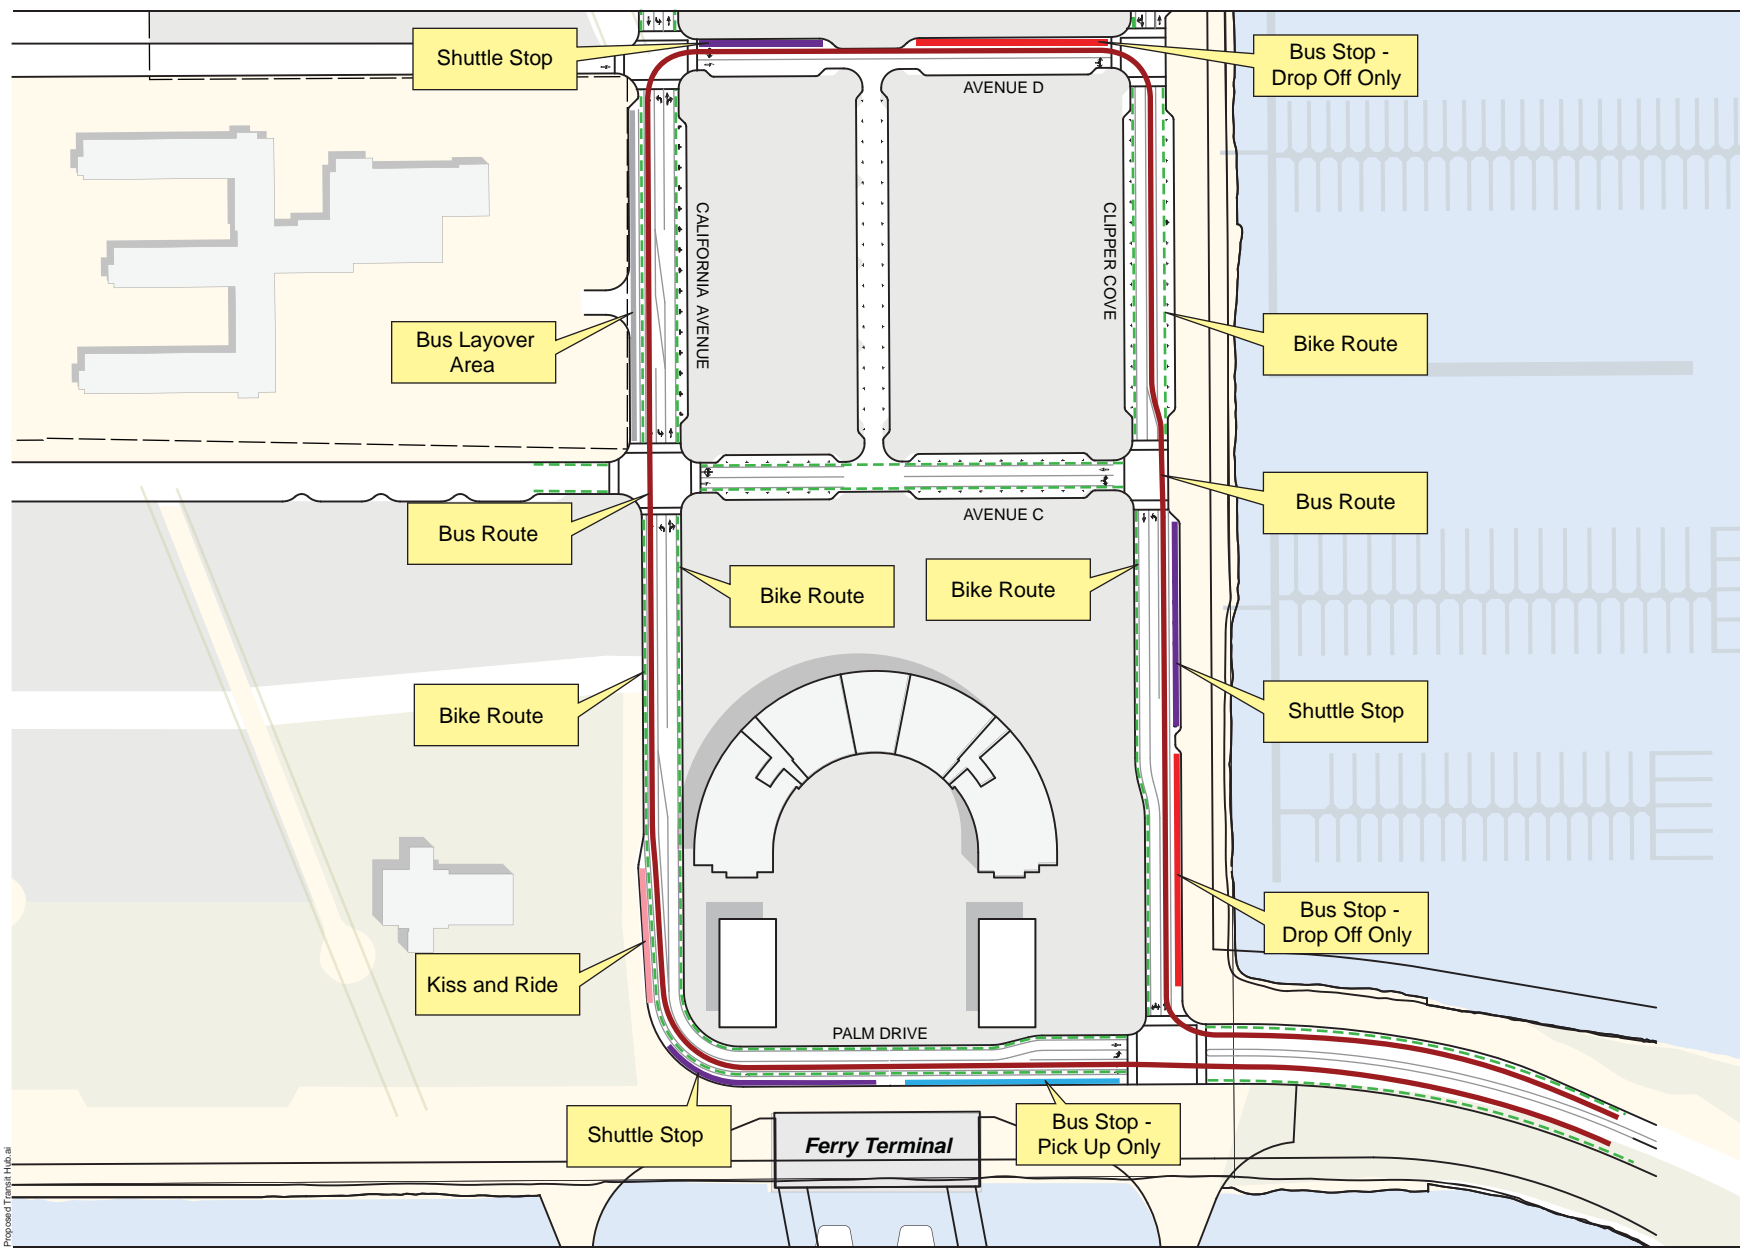 Shuttle Stop
Bus Stop -
Drop Off Only
AVENUE D
CALIFORNIA AVENUE
CLIPPER COVE
Bus Layover
Area
Bike Route
Bus Route
Bus Route
AVENUE C
Bike Route
Bike Route
Bike Route
Shuttle Stop
Bus Stop -
Drop Off Only
Kiss and Ride
PALM DRIVE
Shuttle Stop
Ferry Terminal
Bus Stop -
Pick Up Only
Proposed Transit Hub.ai